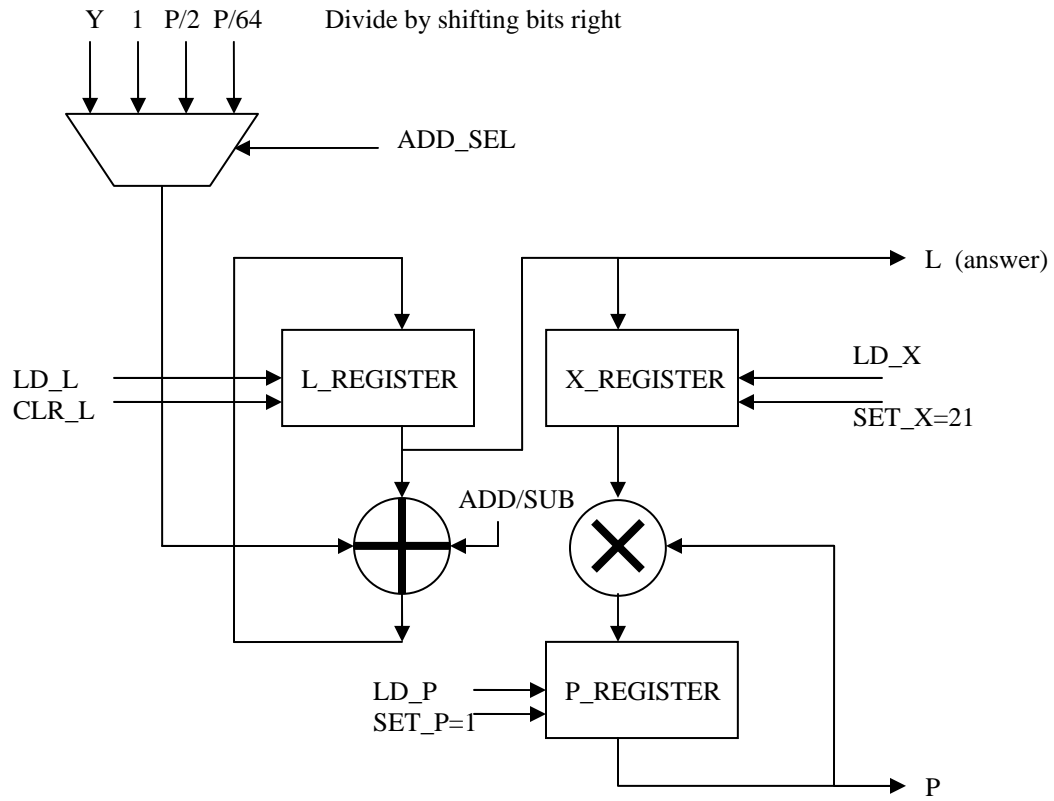 Y 1 P/2 P/64 Divide by shifting bits right
ADD_SEL
L (answer)
LD_L
CLR_L
L_REGISTER
X_REGISTER
LD_X
SET_X=21
ADD/SUB
LD_P
SET_P=1
P_REGISTER
P